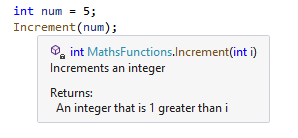 int num = 5;
Increment(num);
int MathsFunctions.Increment(int i)
Increments an integer
Returns:
An integer that is 1 greater than i